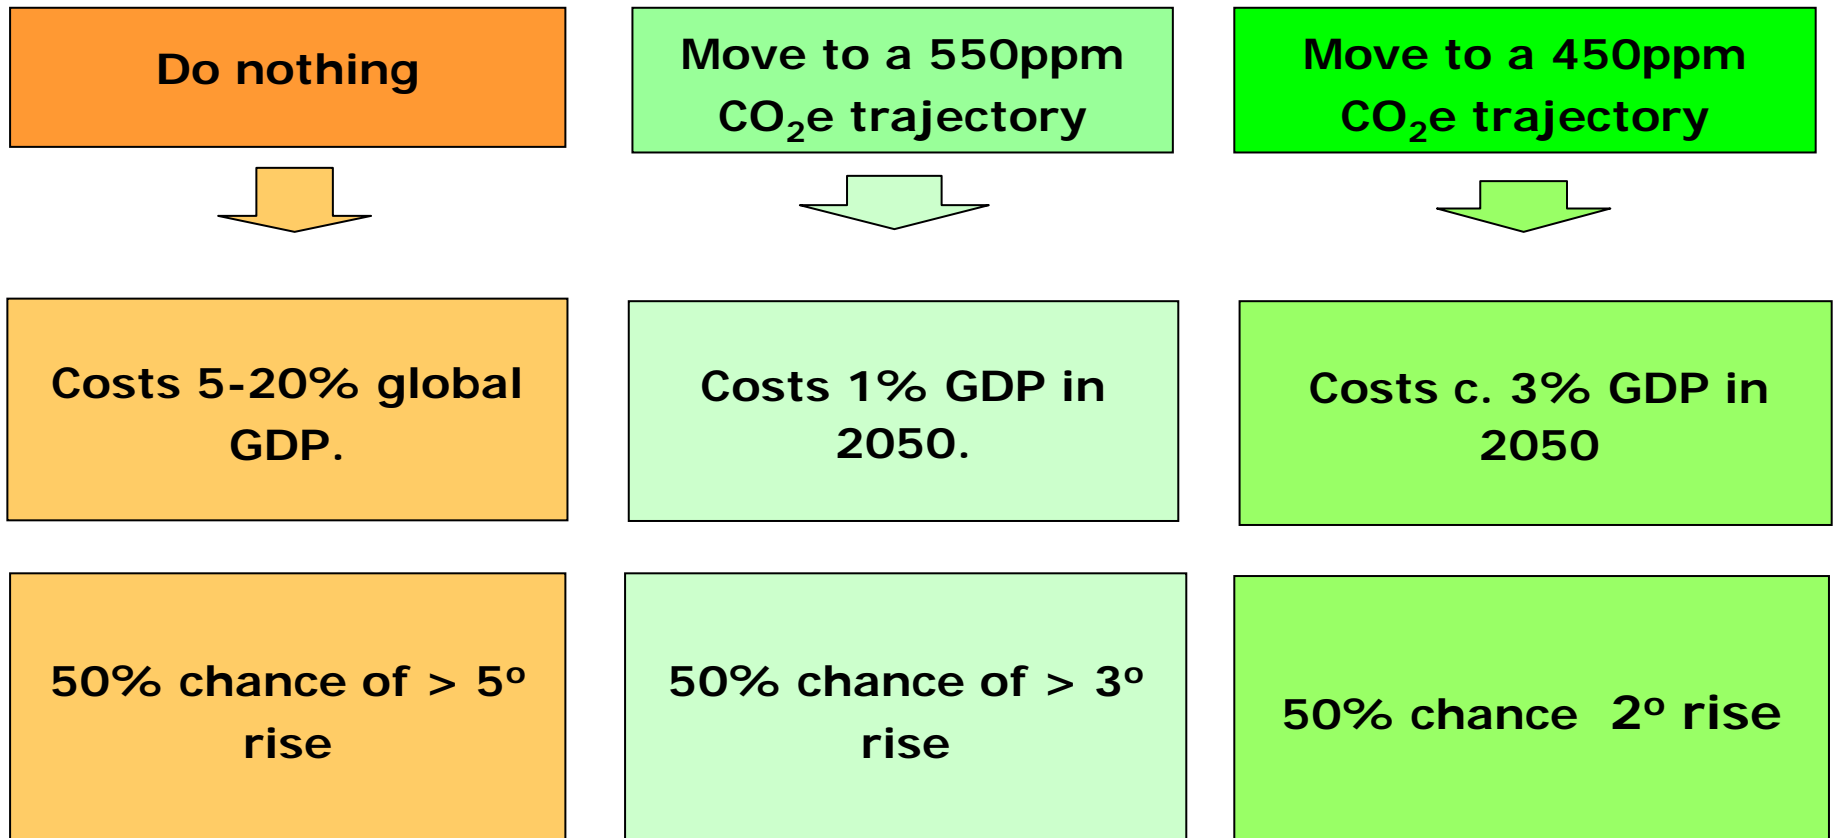 Do nothing
Move to a 550ppm
CO₂e trajectory
Move to a 450ppm
CO₂e trajectory
Costs 5-20% global
GDP.
Costs 1% GDP in
2050.
Costs c. 3% GDP in
2050
50% chance of > 5º
rise
50% chance of > 3º
rise
50% chance  2º rise